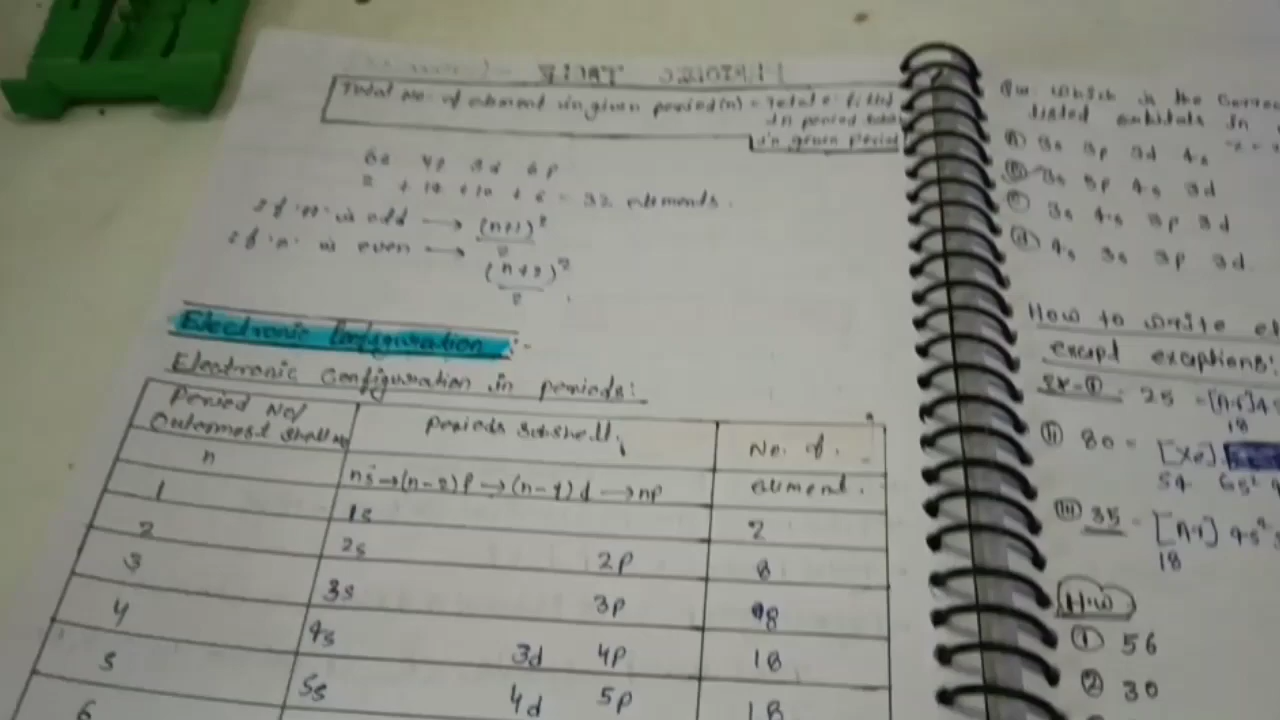 Total No. of element in given period(n) = Total e⁻ filled
in period subs
in given period
6s 4f 5d 6p
2 + 14 + 10 + 6 = 32 elements.
If 'n' is odd → (n+1)²
2
If 'n' is even → (n+2)²
2
Electronic Configuration :-
Electronic Configuration in periods:
Period No/ Periods subshell No. of
Outermost shell element.
n ns→(n-2)f→(n-1)d→np
1 1s 2
2 2s 2p 8
3 3s 3p 8
4 4s 3d 4p 18
5 5s 4d 5p 18
6
Que. which is the corre
listed orbitals in
(a) 3s 3p 3d 4s
(b) 3s 3p 4s 3d
(c) 3s 4s 3p 3d
(d) 4s 3s 3p 3d
How to write el
except exceptions:
EX-① 25 = [Ar] 4s
18
(ii) 80 = [Xe]
54 6s² 4
(iii) 35 = [Ar] 4s² 3
18
H.W
① 56
② 30